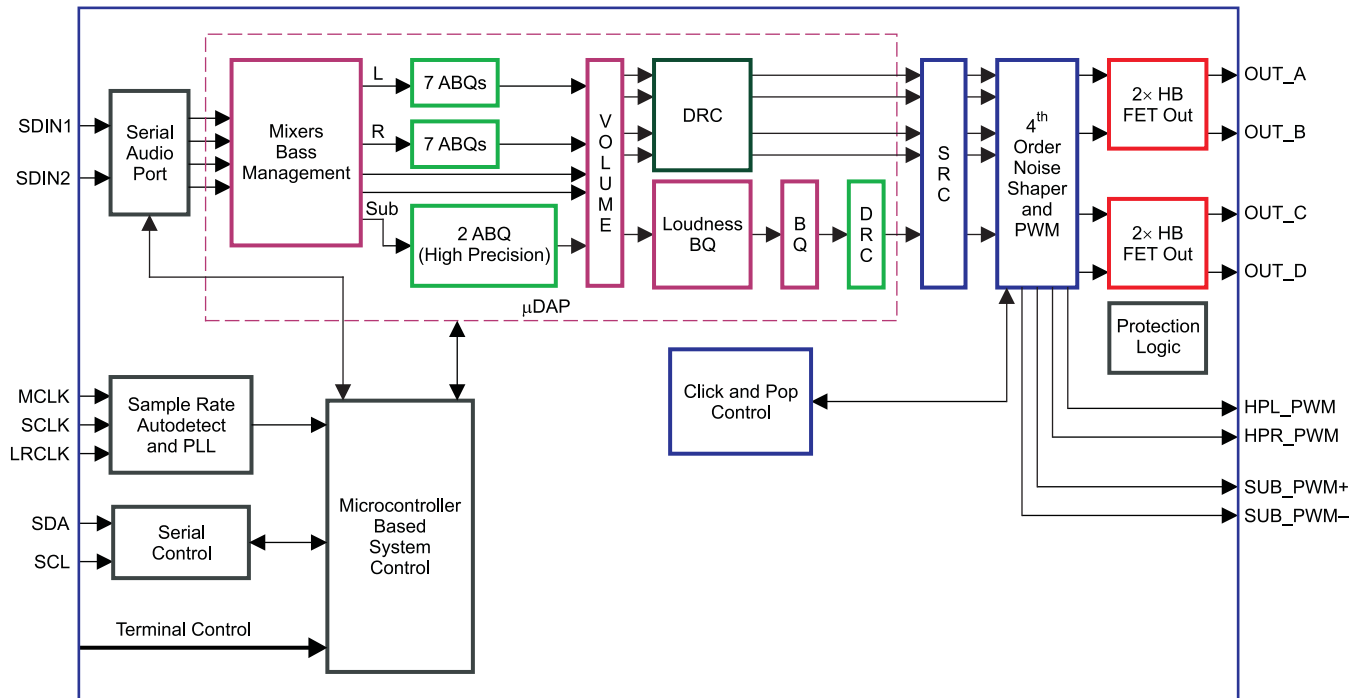 SDIN1
SDIN2
Serial
Audio
Port
Mixers
Bass
Management
L
7 ABQs
R
7 ABQs
Sub
2 ABQ
(High Precision)
V
O
L
U
M
E
DRC
Loudness
BQ
B
Q
D
R
C
μDAP
S
R
C
4th
Order
Noise
Shaper
and
PWM
2× HB
FET Out
OUT_A
OUT_B
2× HB
FET Out
OUT_C
OUT_D
Protection
Logic
Click and Pop
Control
HPL_PWM
HPR_PWM
SUB_PWM+
SUB_PWM–
MCLK
SCLK
LRCLK
Sample Rate
Autodetect
and PLL
SDA
SCL
Serial
Control
Microcontroller
Based
System
Control
Terminal Control